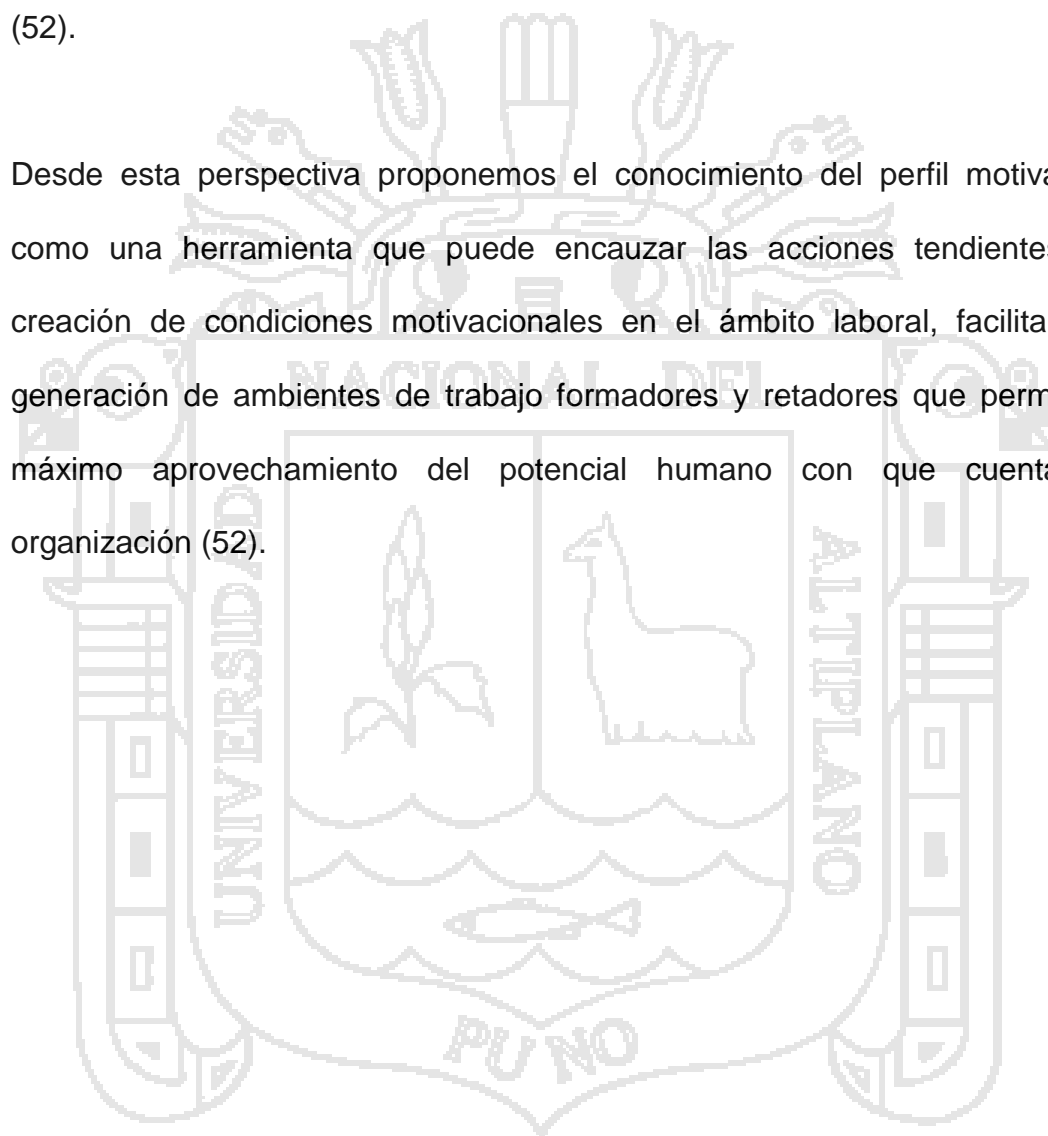 (52).
Desde esta perspectiva proponemos el conocimiento del perfil motiva
como una herramienta que puede encauzar las acciones tendientes
creación de condiciones motivacionales en el ámbito laboral, facilita
NACIONAL DEL
generación de ambientes de trabajo formadores y retadores que perm
máximo aprovechamiento del potencial humano con que cuenta
organización (52).
UNIVERSIDAD
ALTIPLANO
PUNO